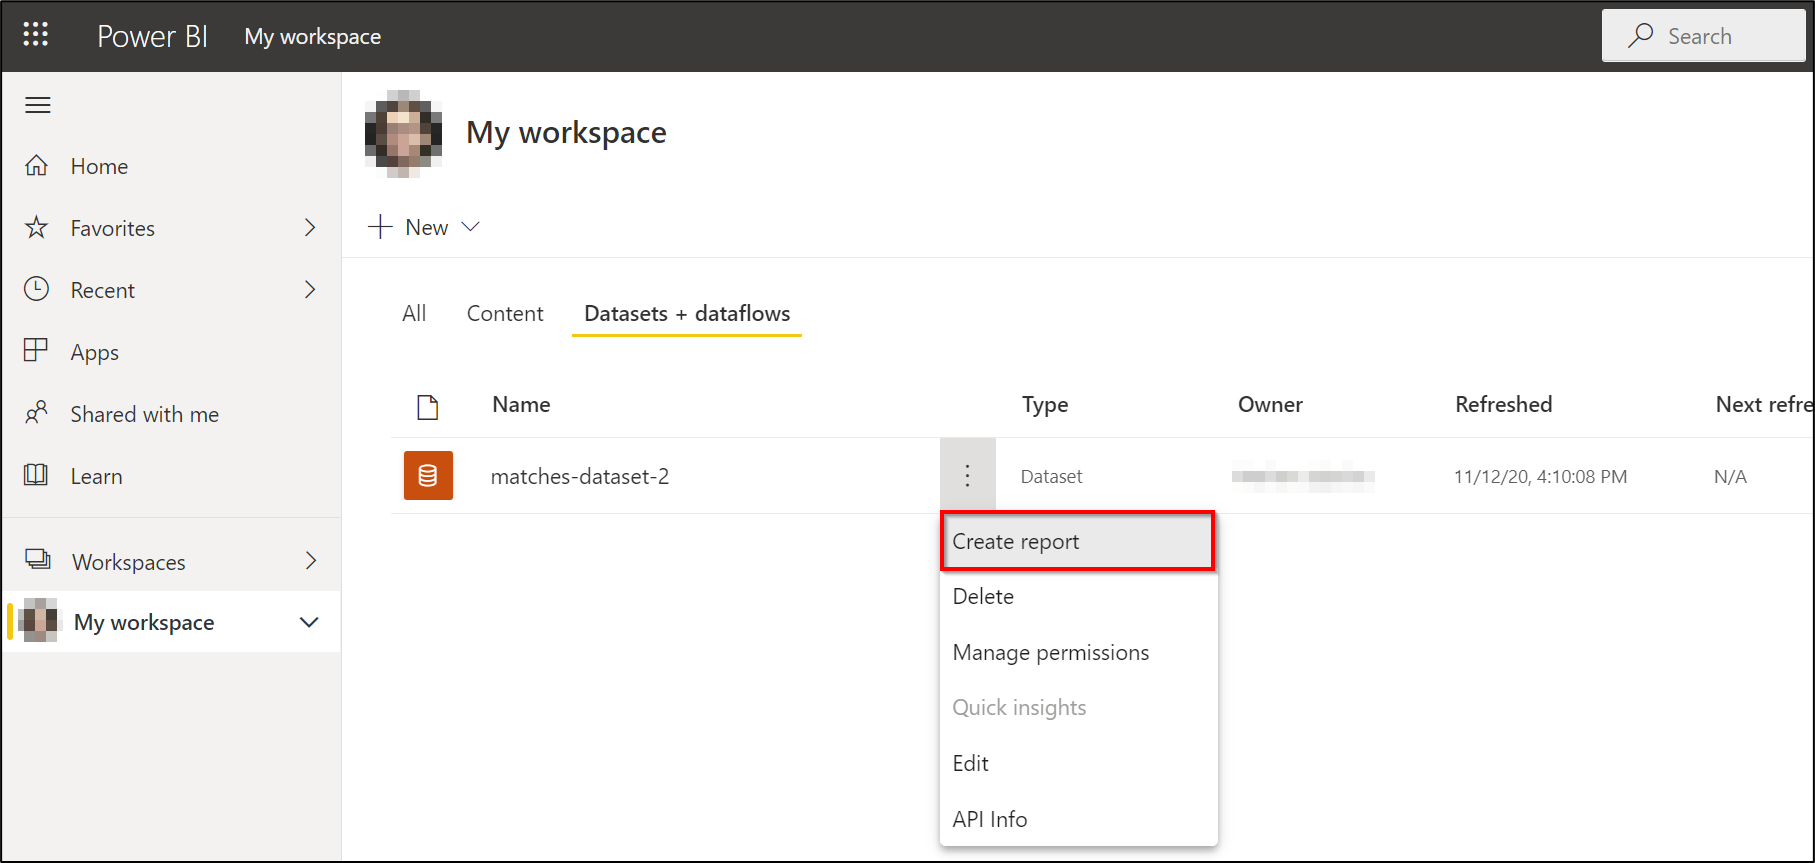 Power BI My workspace Search
My workspace
Home
Favorites
Recent
Apps
Shared with me
Learn
Workspaces
My workspace
New
All Content Datasets + dataflows
Name Type Owner Refreshed Next refre
matches-dataset-2 Dataset 11/12/20, 4:10:08 PM N/A
Create report
Delete
Manage permissions
Quick insights
Edit
API Info